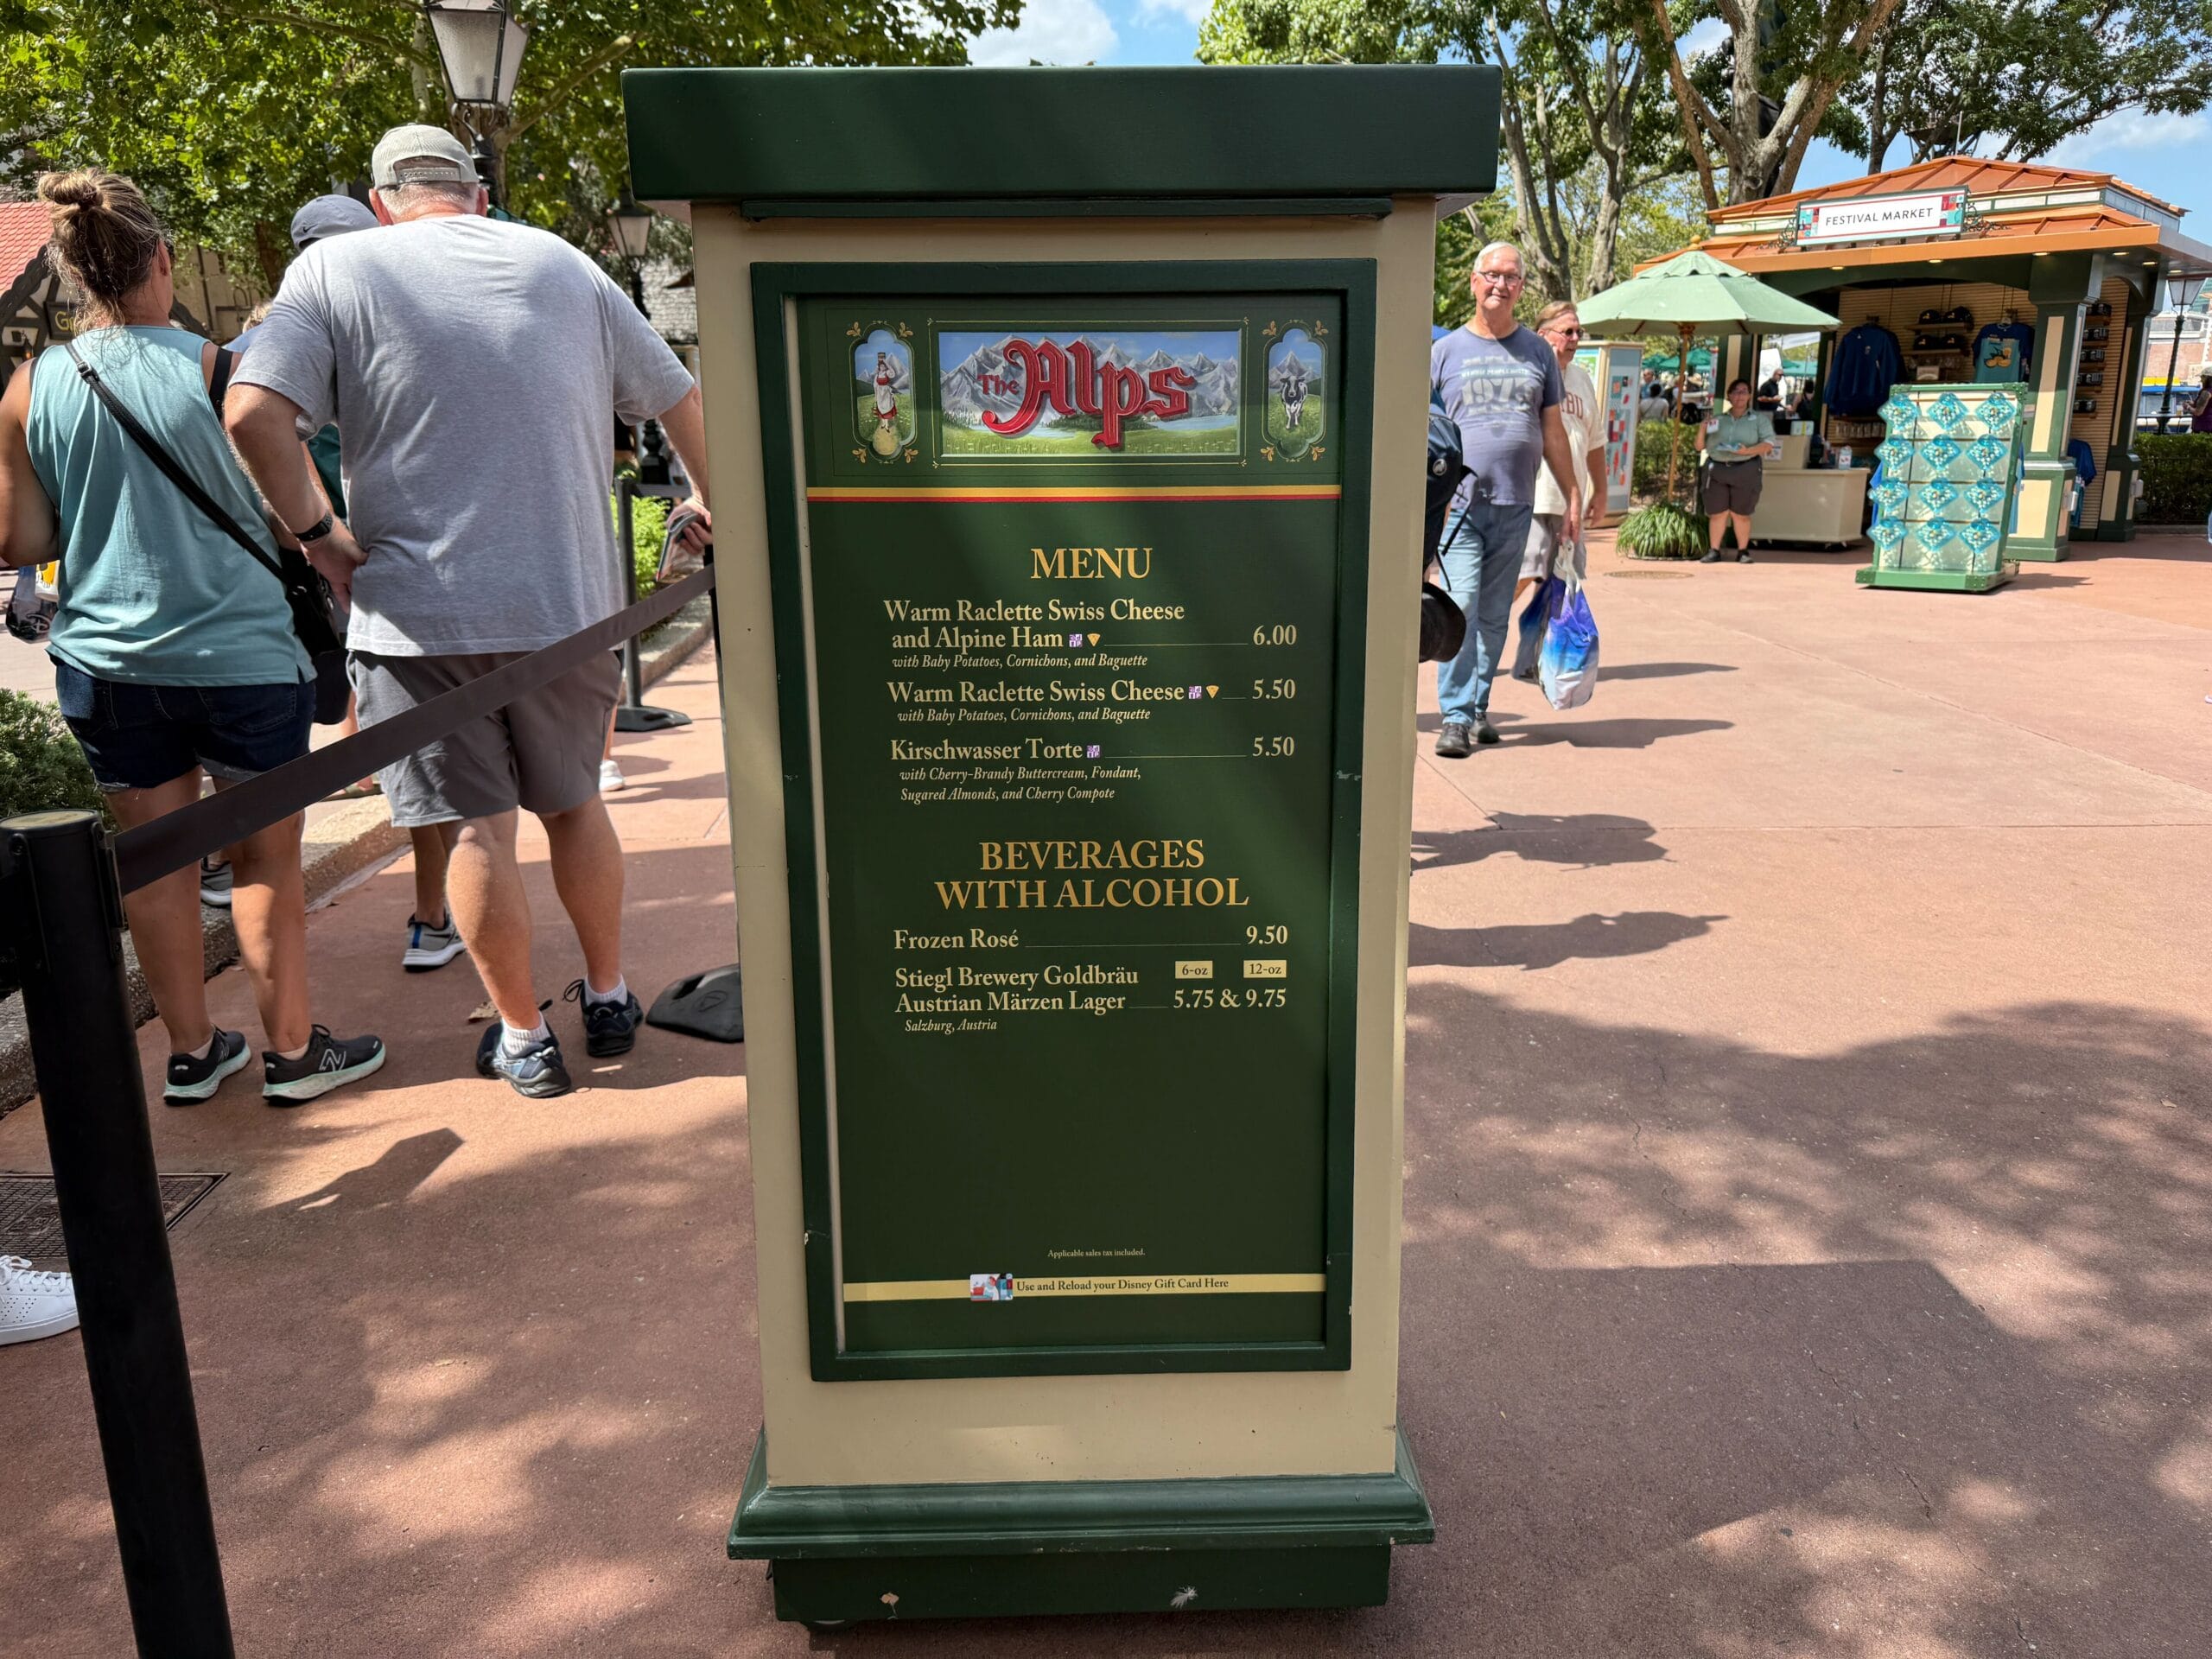 FESTIVAL MARKET
The Alps
MENU
Warm Raclette Swiss Cheese
and Alpine Ham 6.00
with Baby Potatoes, Cornichons, and Baguette
Warm Raclette Swiss Cheese 5.50
with Baby Potatoes, Cornichons, and Baguette
Kirschwasser Torte 5.50
with Cherry-Brandy Buttercream, Fondant,
Sugared Almonds, and Cherry Compote
BEVERAGES
WITH ALCOHOL
Frozen Rosé 9.50
Stiegl Brewery Goldbräu 6-oz 12-oz
Austrian Märzen Lager 5.75 & 9.75
Salzburg, Austria
Applicable sales tax included.
Use and Reload your Disney Gift Card Here
1973